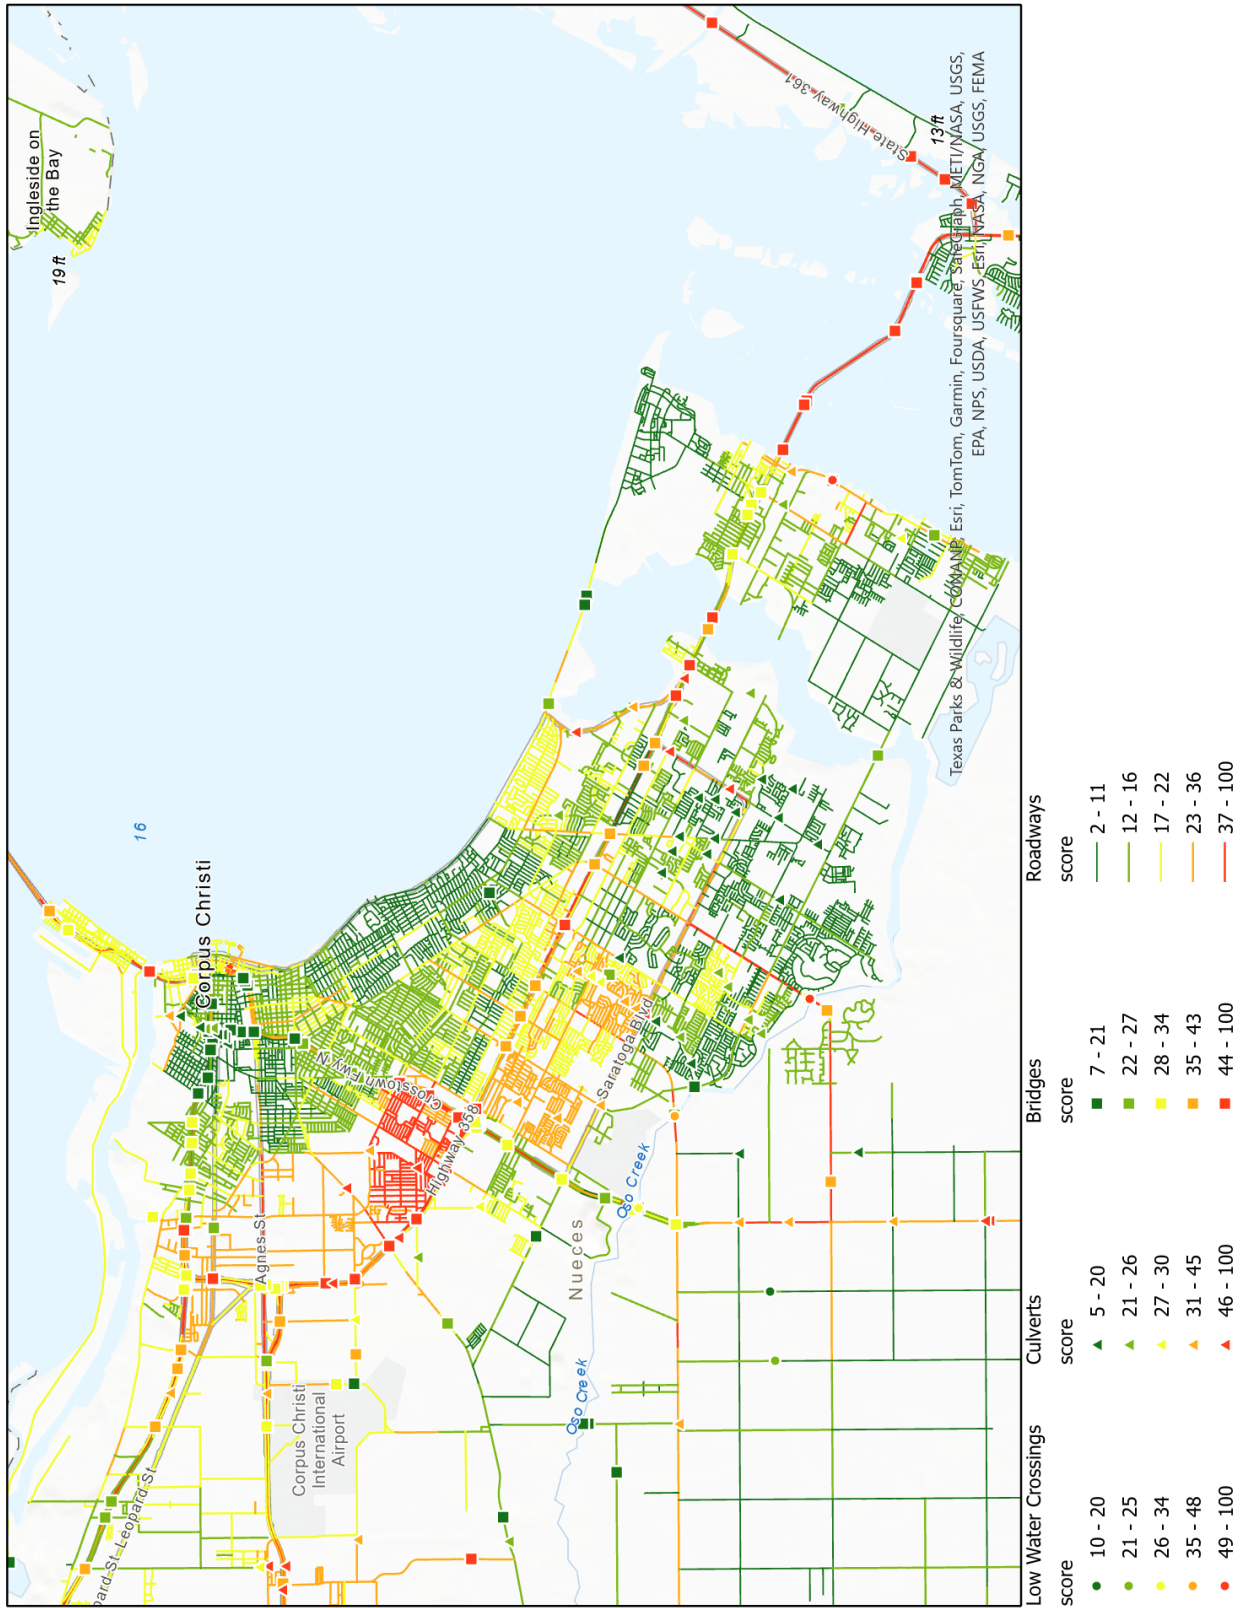 Ingleside on
the Bay
19 ft
State Highway 361
13 ft
16
Corpus Christi
Crosstown Fwy N
Saratoga Blvd
Highway 358
Agnes St
Oso Creek
Nueces
Oso Creek
Corpus Christi
International
Airport
pard St
Leopard St
Texas Parks & Wildlife, CONANP, Esri, TomTom, Garmin, Foursquare, SafeGraph, METI/NASA, USGS,
EPA, NPS, USDA, USFWS, Esri, NASA, NGA, USGS, FEMA
Low Water Crossings
score
10 - 20
21 - 25
26 - 34
35 - 48
49 - 100
Culverts
score
5 - 20
21 - 26
27 - 30
31 - 45
46 - 100
Bridges
score
7 - 21
22 - 27
28 - 34
35 - 43
44 - 100
Roadways
score
2 - 11
12 - 16
17 - 22
23 - 36
37 - 100